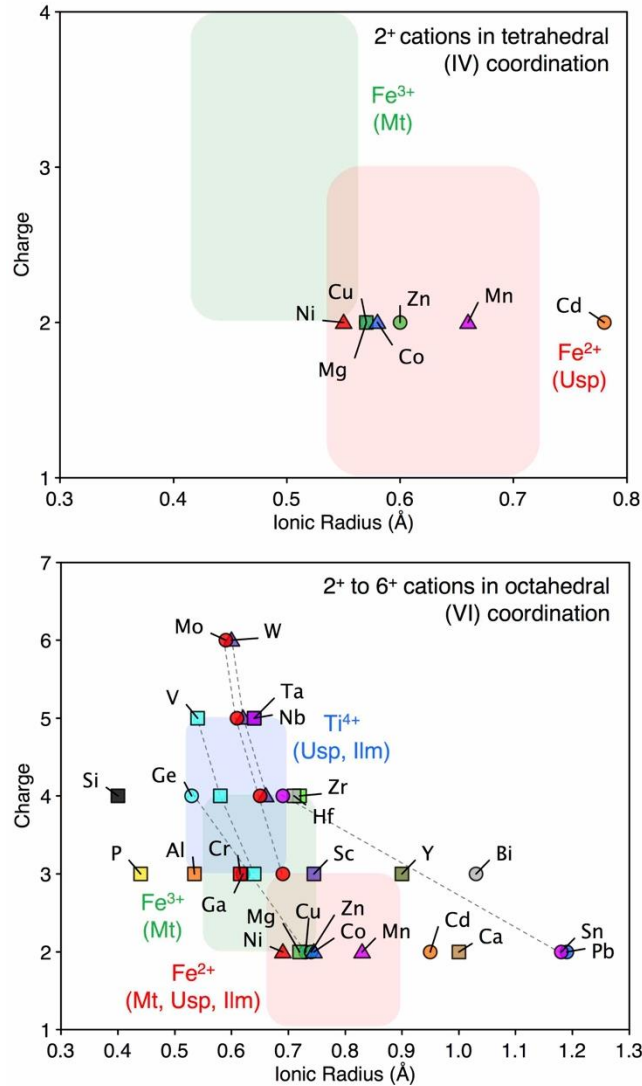 4
2+ cations in tetrahedral
(IV) coordination
Fe3+
(Mt)
3
Charge
Cu
Zn
Mn
Cd
Ni
2
Mg
Co
Fe2+
(Usp)
1
0.3
0.4
0.5
0.6
0.7
0.8
Ionic Radius (Å)
7
2+ to 6+ cations in octahedral
(VI) coordination
Mo
W
6
V
Ta
5
Nb
Ti4+
(Usp, Ilm)
Charge
Si
Ge
Zr
4
Hf
P
Al
Cr
Sc
Y
Bi
3
Ga
Fe3+
(Mt)
Mg
Cu
Zn
Ni
Co
Mn
Cd
Ca
Sn
Pb
2
Fe2+
(Mt, Usp, Ilm)
1
0.3
0.4
0.5
0.6
0.7
0.8
0.9
1.0
1.1
1.2
1.3
Ionic Radius (Å)